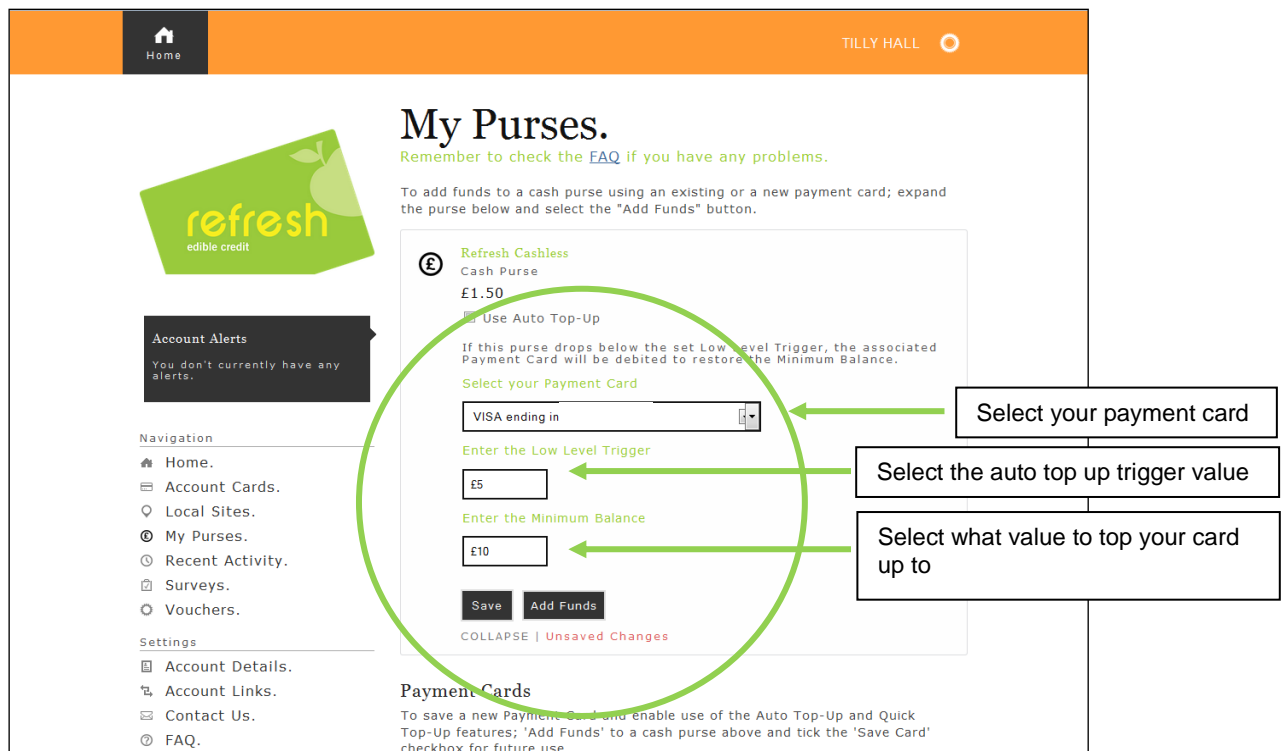 Home
TILLY HALL
My Purses.
Remember to check the FAQ if you have any problems.
To add funds to a cash purse using an existing or a new payment card; expand
the purse below and select the "Add Funds" button.
refresh
edible credit
Refresh Cashless
Cash Purse
£1.50
Use Auto Top-Up
If this purse drops below the set Low Level Trigger, the associated
Payment Card will be debited to restore the Minimum Balance.
Select your Payment Card
VISA ending in
Enter the Low Level Trigger
£5
Enter the Minimum Balance
£10
Save Add Funds
COLLAPSE | Unsaved Changes
Select your payment card
Select the auto top up trigger value
Select what value to top your card
up to
Account Alerts
You don't currently have any
alerts.
Navigation
Home.
Account Cards.
Local Sites.
My Purses.
Recent Activity.
Surveys.
Vouchers.
Settings
Account Details.
Account Links.
Contact Us.
FAQ.
Payment Cards
To save a new Payment Card and enable use of the Auto Top-Up and Quick
Top-Up features; 'Add Funds' to a cash purse above and tick the 'Save Card'
checkbox for future use